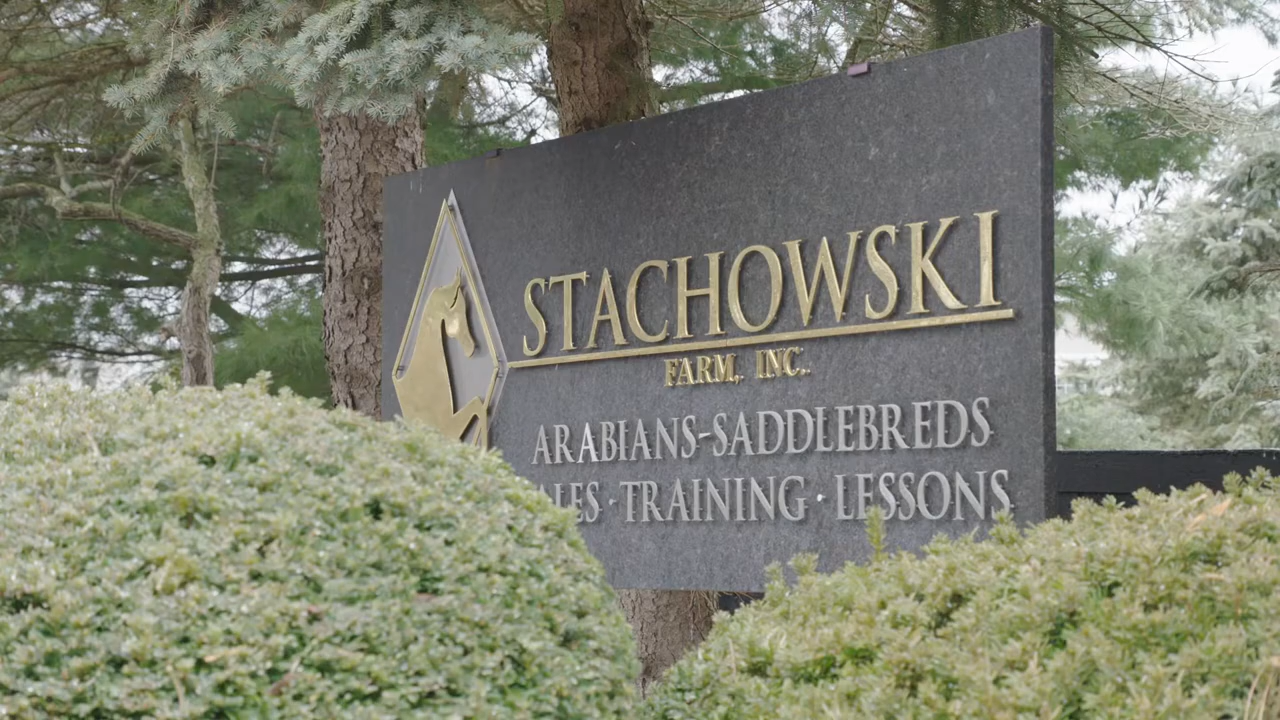 STACHOWSKI
FARM, INC.
ARABIANS-SADDLEBREDS
· TRAINING · LESSONS